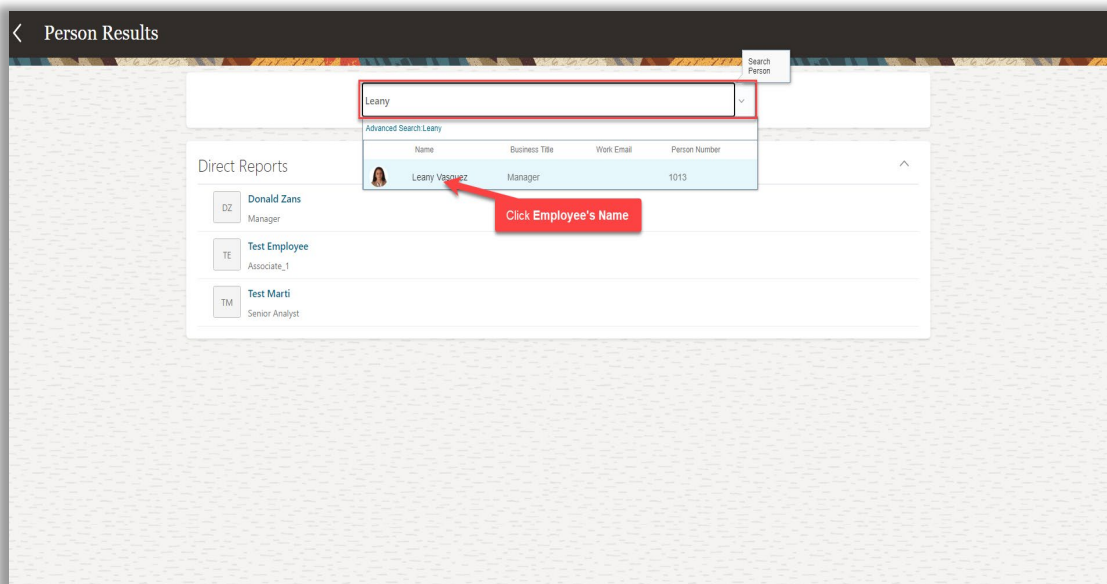 Person Results
Search
Person
Leany
Advanced Search:Leany
Name Business Title Work Email Person Number
Leany Vasquez Manager 1013
Click Employee's Name
Direct Reports
DZ Donald Zans
Manager
TE Test Employee
Associate_1
TM Test Marti
Senior Analyst